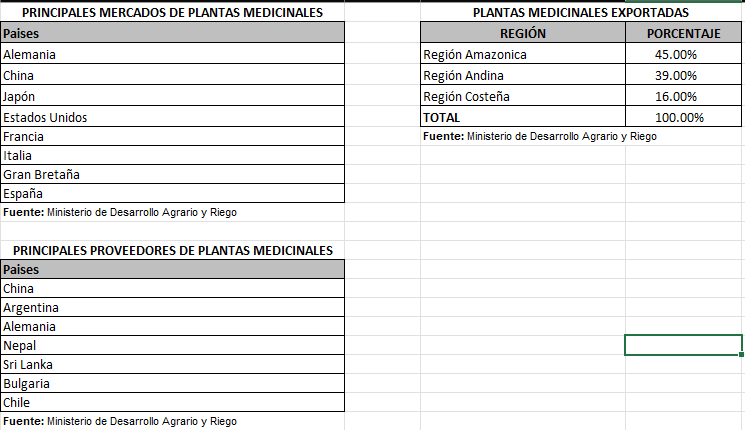 PRINCIPALES MERCADOS DE PLANTAS MEDICINALES
Paises
Alemania
China
Japón
Estados Unidos
Francia
Italia
Gran Bretaña
España
Fuente: Ministerio de Desarrollo Agrario y Riego
PLANTAS MEDICINALES EXPORTADAS
REGIÓN PORCENTAJE
Región Amazonica 45.00%
Región Andina 39.00%
Región Costeña 16.00%
TOTAL 100.00%
Fuente: Ministerio de Desarrollo Agrario y Riego
PRINCIPALES PROVEEDORES DE PLANTAS MEDICINALES
Paises
China
Argentina
Alemania
Nepal
Sri Lanka
Bulgaria
Chile
Fuente: Ministerio de Desarrollo Agrario y Riego